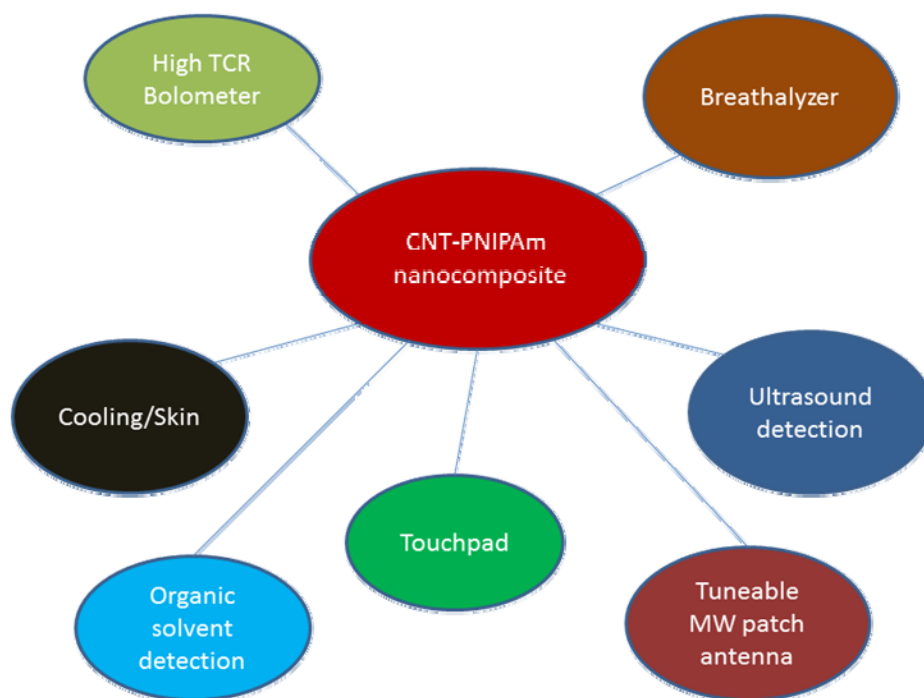 High TCR
Bolometer
Breathalyzer
CNT-PNIPAm
nanocomposite
Cooling/Skin
Ultrasound
detection
Touchpad
Organic
solvent
detection
Tuneable
MW patch
antenna